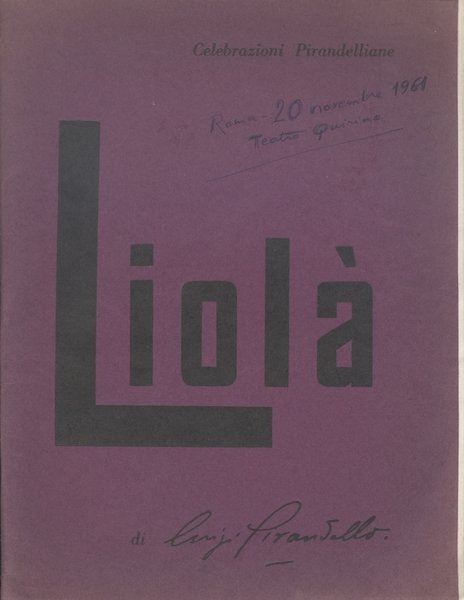 Celebrazioni Pirandelliane
Roma - 20 novembre 1961
Teatro Quirino
Liolà
di Luigi Pirandello.